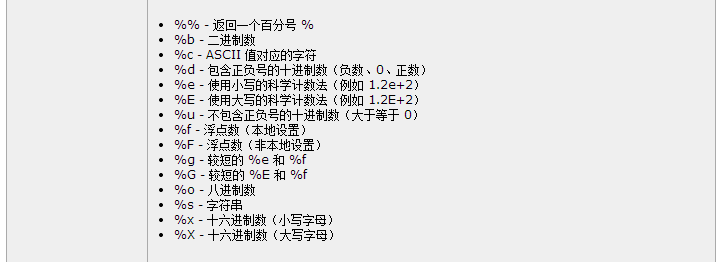 %% - 返回一个百分号 %
%b - 二进制数
%c - ASCII 值对应的字符
%d - 包含正负号的十进制数（负数、0、正数）
%e - 使用小写的科学计数法（例如 1.2e+2）
%E - 使用大写的科学计数法（例如 1.2E+2）
%u - 不包含正负号的十进制数（大于等于 0）
%f - 浮点数（本地设置）
%F - 浮点数（非本地设置）
%g - 较短的 %e 和 %f
%G - 较短的 %E 和 %f
%o - 八进制数
%s - 字符串
%x - 十六进制数（小写字母）
%X - 十六进制数（大写字母）